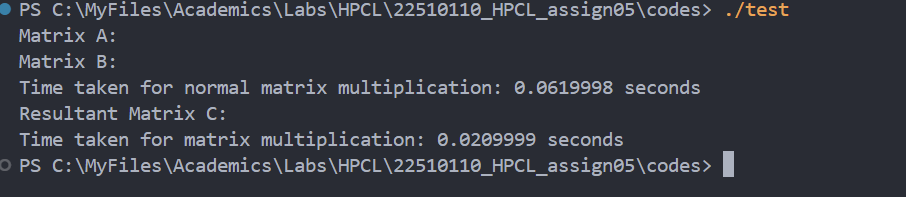 PS C:\MyFiles\Academics\Labs\HPCL\22510110_HPCL_assign05\codes> ./test
Matrix A:
Matrix B:
Time taken for normal matrix multiplication: 0.0619998 seconds
Resultant Matrix C:
Time taken for matrix multiplication: 0.0209999 seconds
PS C:\MyFiles\Academics\Labs\HPCL\22510110_HPCL_assign05\codes>